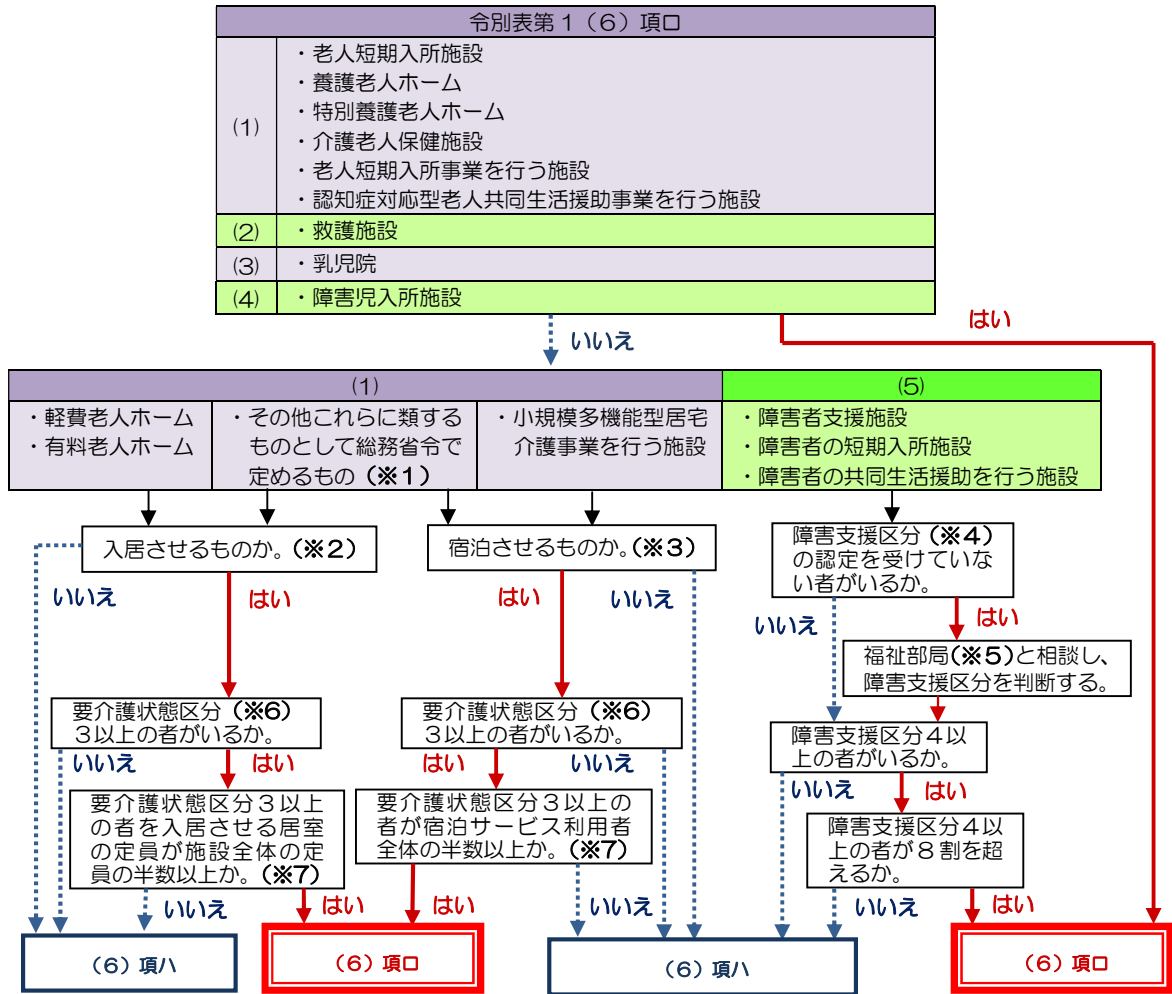 令別表第１（６）項ロ
(1)
・老人短期入所施設
・養護老人ホーム
・特別養護老人ホーム
・介護老人保健施設
・老人短期入所事業を行う施設
・認知症対応型老人共同生活援助事業を行う施設
(2)
・救護施設
(3)
・乳児院
(4)
・障害児入所施設
いいえ
はい
(1)
(5)
・軽費老人ホーム
・有料老人ホーム
・その他これらに類する
ものとして総務省令で
定めるもの（※１）
・小規模多機能型居宅
介護事業を行う施設
・障害者支援施設
・障害者の短期入所施設
・障害者の共同生活援助を行う施設
入居させるものか。(※２)
宿泊させるものか。(※３)
障害支援区分（※４）
の認定を受けていな
い者がいるか。
いいえ
はい
はい
いいえ
いいえ
はい
福祉部局(※５)と相談し、
障害支援区分を判断する。
要介護状態区分（※６）
３以上の者がいるか。
要介護状態区分（※６）
３以上の者がいるか。
障害支援区分４以
上の者がいるか。
いいえ
はい
はい
いいえ
いいえ
はい
要介護状態区分３以上
の者を入居させる居室
の定員が施設全体の定
員の半数以上か。(※７)
要介護状態区分３以上の
者が宿泊サービス利用者
全体の半数以上か。(※７)
障害支援区分４以
上の者が８割を超
えるか。
いいえ
はい
はい
いいえ
いいえ
はい
（６）項ハ
（６）項ロ
（６）項ハ
（６）項ロ